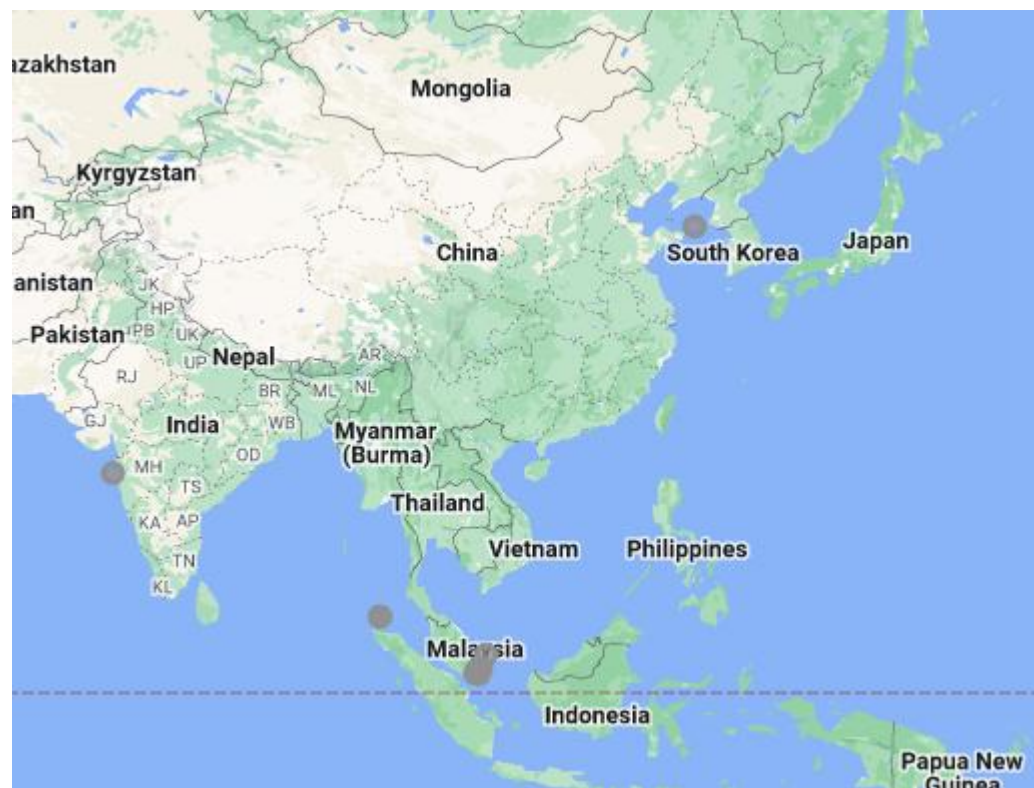 azakhstan
Mongolia
Kyrgyzstan
an
China
South Korea
Japan
anistan
JK
HP
Pakistan
PB
UK
UP
Nepal
AR
RJ
BR
ML
NL
GJ
India
WB
Myanmar
(Burma)
MH
OD
TS
Thailand
KA
AP
Vietnam
Philippines
TN
KL
Malaysia
Indonesia
Papua New
Guinea